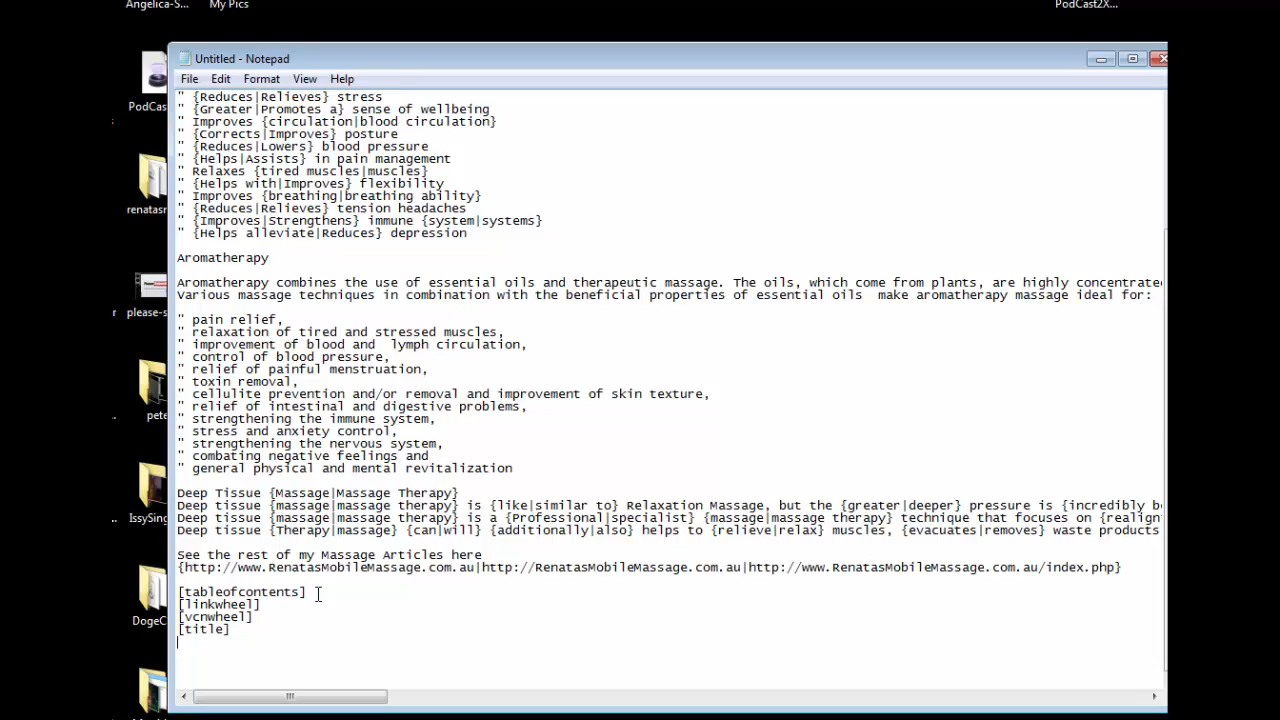 Angelica-S...
My Pics
PodCast2X...
Untitled - Notepad
File Edit Format View Help
" {Reduces|Relieves} stress
" {Greater|Promotes a} sense of wellbeing
" Improves {circulation|blood circulation}
" {Corrects|Improves} posture
" {Reduces|Lowers} blood pressure
" {Helps|Assists} in pain management
" Relaxes {tired muscles|muscles}
" {Helps with|Improves} flexibility
" Improves {breathing|breathing ability}
" {Reduces|Relieves} tension headaches
" {Improves|Strengthens} immune {system|systems}
" {Helps alleviate|Reduces} depression
Aromatherapy
Aromatherapy combines the use of essential oils and therapeutic massage. The oils, which come from plants, are highly concentrated
Various massage techniques in combination with the beneficial properties of essential oils  make aromatherapy massage ideal for:
" pain relief,
" relaxation of tired and stressed muscles,
" improvement of blood and  lymph circulation,
" control of blood pressure,
" relief of painful menstruation,
" toxin removal,
" cellulite prevention and/or removal and improvement of skin texture,
" relief of intestinal and digestive problems,
" strengthening the immune system,
" stress and anxiety control,
" strengthening the nervous system,
" combating negative feelings and
" general physical and mental revitalization
Deep Tissue {Massage|Massage Therapy}
Deep tissue {massage|massage therapy} is {like|similar to} Relaxation Massage, but the {greater|deeper} pressure is {incredibly b
Deep tissue {massage|massage therapy} is a {Professional|Specialist} {massage|massage therapy} technique that focuses on {realign
Deep tissue {Therapy|massage} {can|will} {additionally|also} helps to {relieve|relax} muscles, {evacuates|removes} waste products
See the rest of my Massage Articles here
{http://www.RenatasMobileMassage.com.au|http://RenatasMobileMassage.com.au|http://www.RenatasMobileMassage.com.au/index.php}
[tableofcontents]
[linkwheel]
[vcnwheel]
[title]
PodCas
renatasr
please-s
pete
IssySing
DogeC